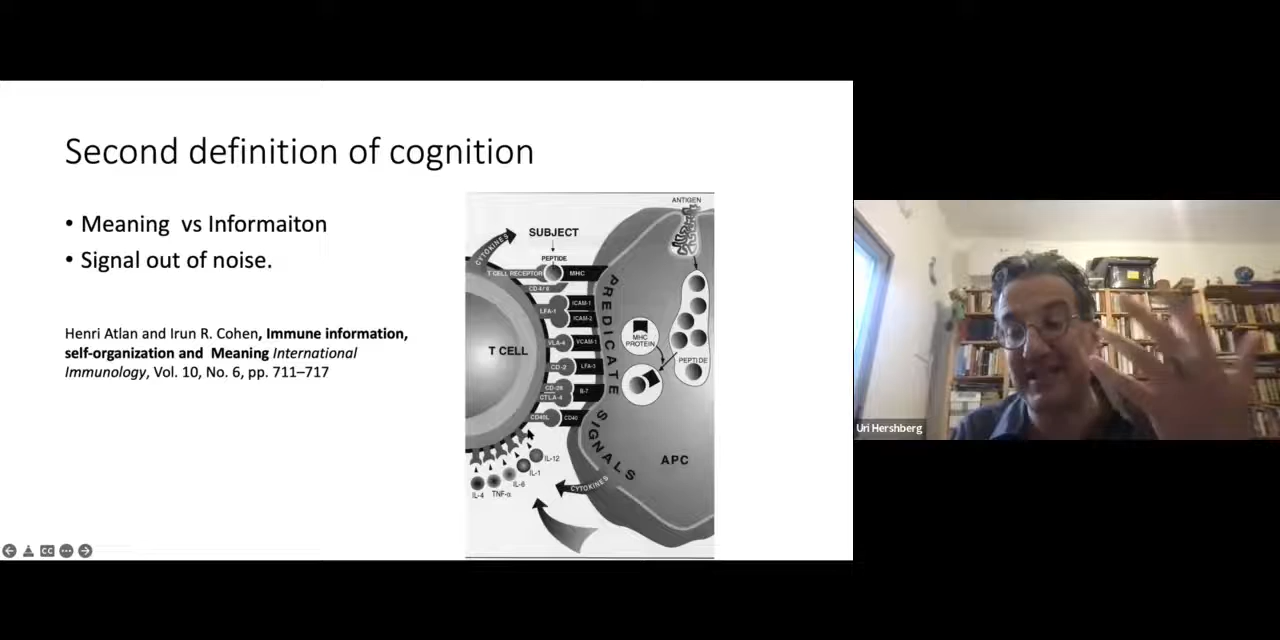 Second definition of cognition
• Meaning vs Informaiton
• Signal out of noise.
Henri Atlan and Irun R. Cohen, Immune information,
self-organization and Meaning International
Immunology, Vol. 10, No. 6, pp. 711–717
ANTIGEN
SUBJECT
CYTOKINES
PEPTIDE
T CELL RECEPTOR
MHC
CD4/8
LFA-1
ICAM-1
ICAM-2
VLA-4
VCAM-1
CD-2
LFA-3
CD-28
CTLA-4
B-7
CD40L
CD40
T CELL
PREDICATE
SIGNALS
MHC
PROTEIN
PEPTIDE
APC
IL-12
IL-1
IL-6
TNF-α
IL-4
CYTOKINES
CC
Uri Hershberg